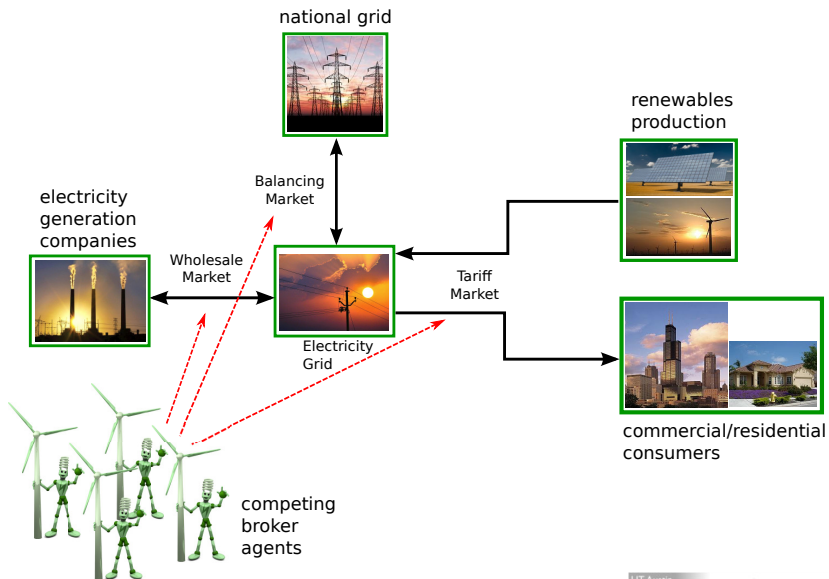 national grid
renewables
production
Balancing
Market
electricity
generation
companies
Wholesale
Market
Tariff
Market
Electricity
Grid
commercial/residential
consumers
competing
broker
agents